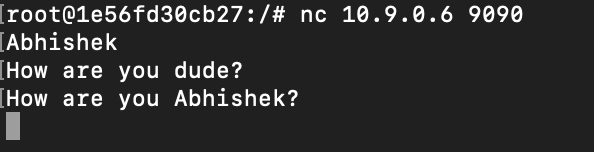 [root@1e56fd30cb27:/# nc 10.9.0.6 9090
[Abhishek
[How are you dude?
[How are you Abhishek?